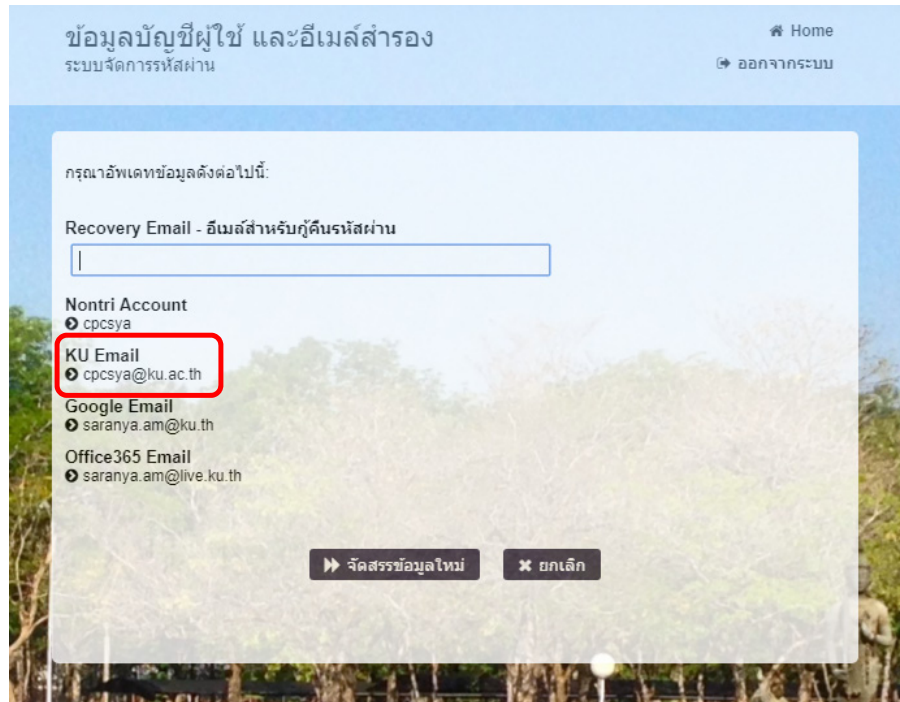 ข้อมูลบัญชีผู้ใช้ และอีเมล์สำรอง
ระบบจัดการรหัสผ่าน
Home
ออกจากระบบ
กรุณาอัพเดทข้อมูลดังต่อไปนี้:
Recovery Email - อีเมล์สำหรับกู้คืนรหัสผ่าน
Nontri Account
cpcsya
KU Email
cpcsya@ku.ac.th
Google Email
saranya.am@ku.th
Office365 Email
saranya.am@live.ku.th
จัดสรรข้อมูลใหม่
ยกเลิก